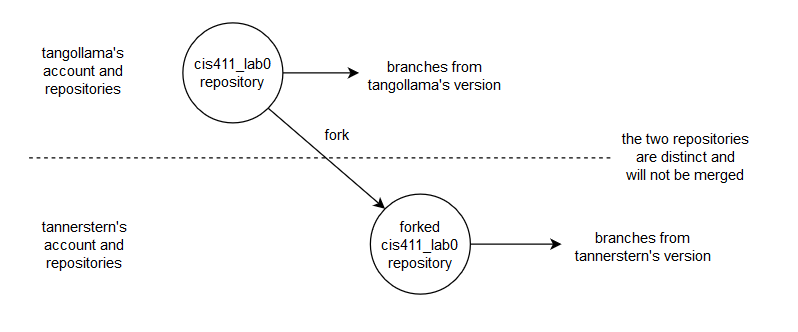 tangollama's
account and
repositories
cis411_lab0
repository
branches from
tangollama's version
fork
the two repositories
are distinct and
will not be merged
tannerstern's
account and
repositories
forked
cis411_lab0
repository
branches from
tannerstern's version